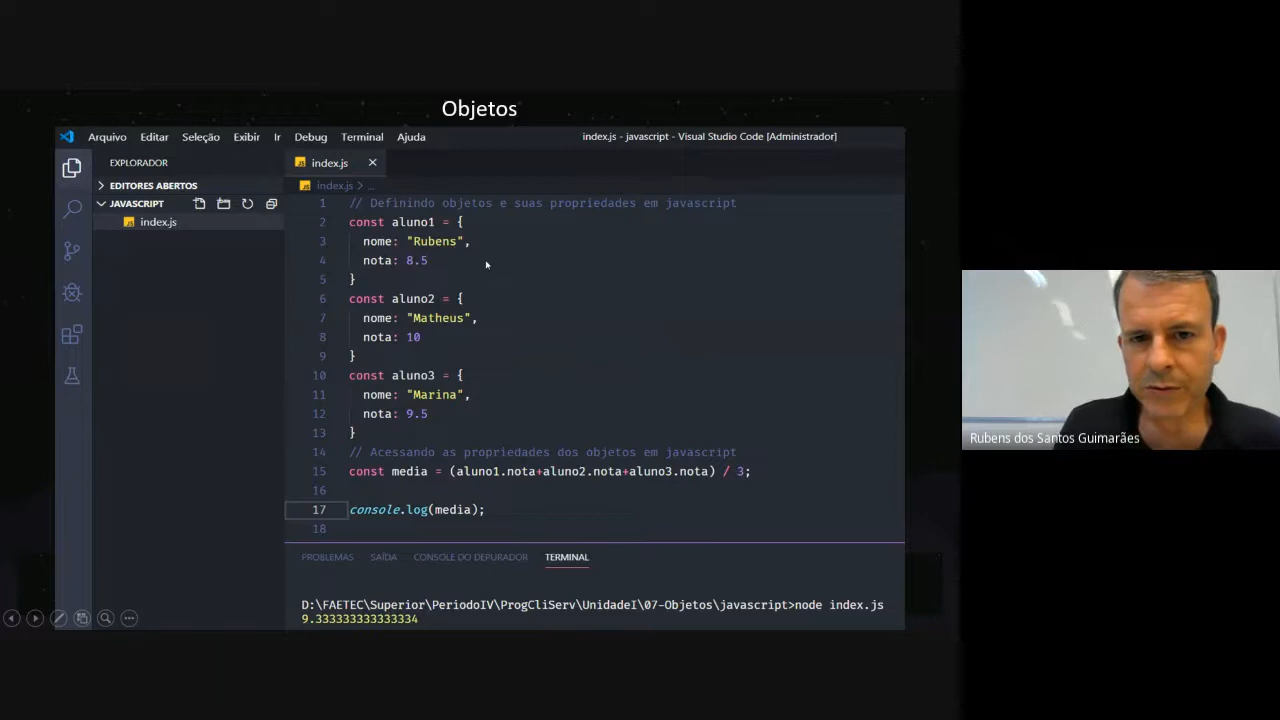 Objetos
Arquivo Editar Seleção Exibir Ir Debug Terminal Ajuda
index.js - javascript - Visual Studio Code [Administrador]
EXPLORADOR
EDITORES ABERTOS
JAVASCRIPT
index.js
index.js
index.js > ...
1 // Definindo objetos e suas propriedades em javascript
2 const aluno1 = {
3 nome: "Rubens",
4 nota: 8.5
5 }
6 const aluno2 = {
7 nome: "Matheus",
8 nota: 10
9 }
10 const aluno3 = {
11 nome: "Marina",
12 nota: 9.5
13 }
14 // Acessando as propriedades dos objetos em javascript
15 const media = (aluno1.nota+aluno2.nota+aluno3.nota) / 3;
16
17 console.log(media);
18
PROBLEMAS SAÍDA CONSOLE DO DEPURADOR TERMINAL
D:\FAETEC\Superior\PeriodoIV\ProgCliServ\UnidadeI\07-Objetos\javascript>node index.js
9.333333333333334
Rubens dos Santos Guimarães